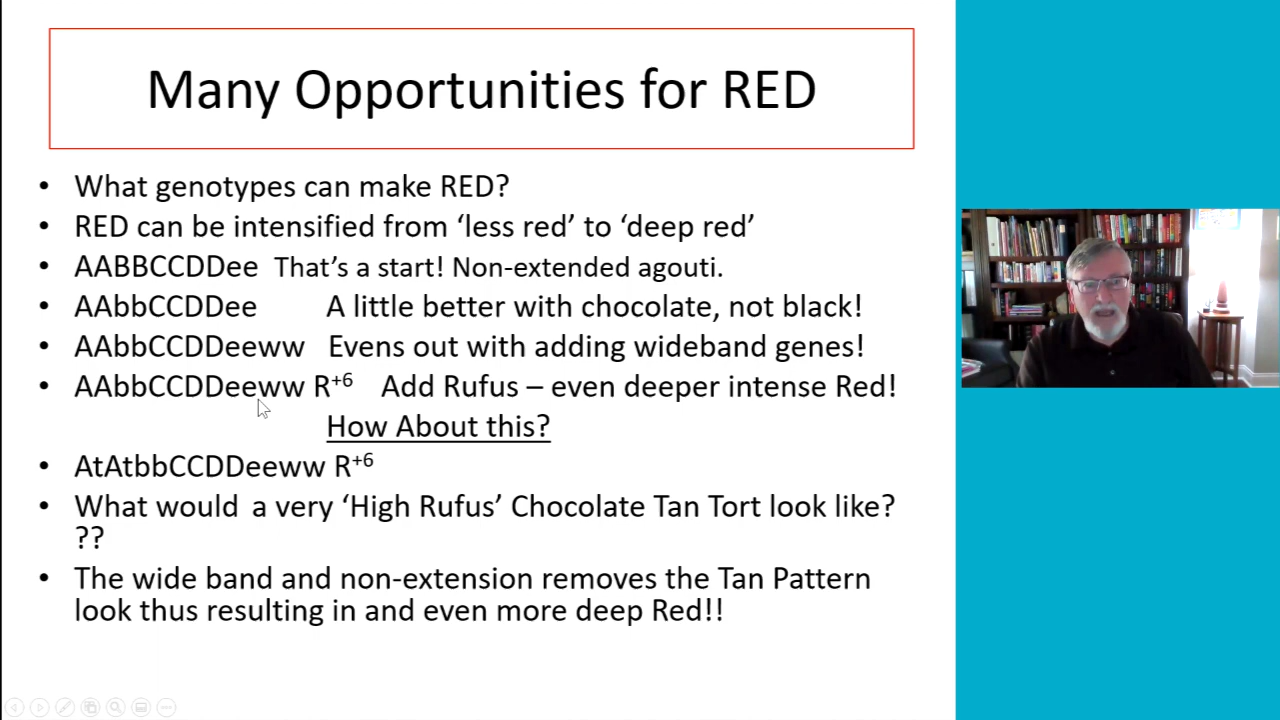 Many Opportunities for RED
• What genotypes can make RED?
• RED can be intensified from ‘less red’ to ‘deep red’
• AABBCCDDee That’s a start! Non-extended agouti.
• AAbbCCDDee A little better with chocolate, not black!
• AAbbCCDDeeww Evens out with adding wideband genes!
• AAbbCCDDeeww R+6 Add Rufus – even deeper intense Red!
How About this?
• AtAtbbCCDDeeww R+6
• What would a very ‘High Rufus’ Chocolate Tan Tort look like?
??
• The wide band and non-extension removes the Tan Pattern
look thus resulting in and even more deep Red!!